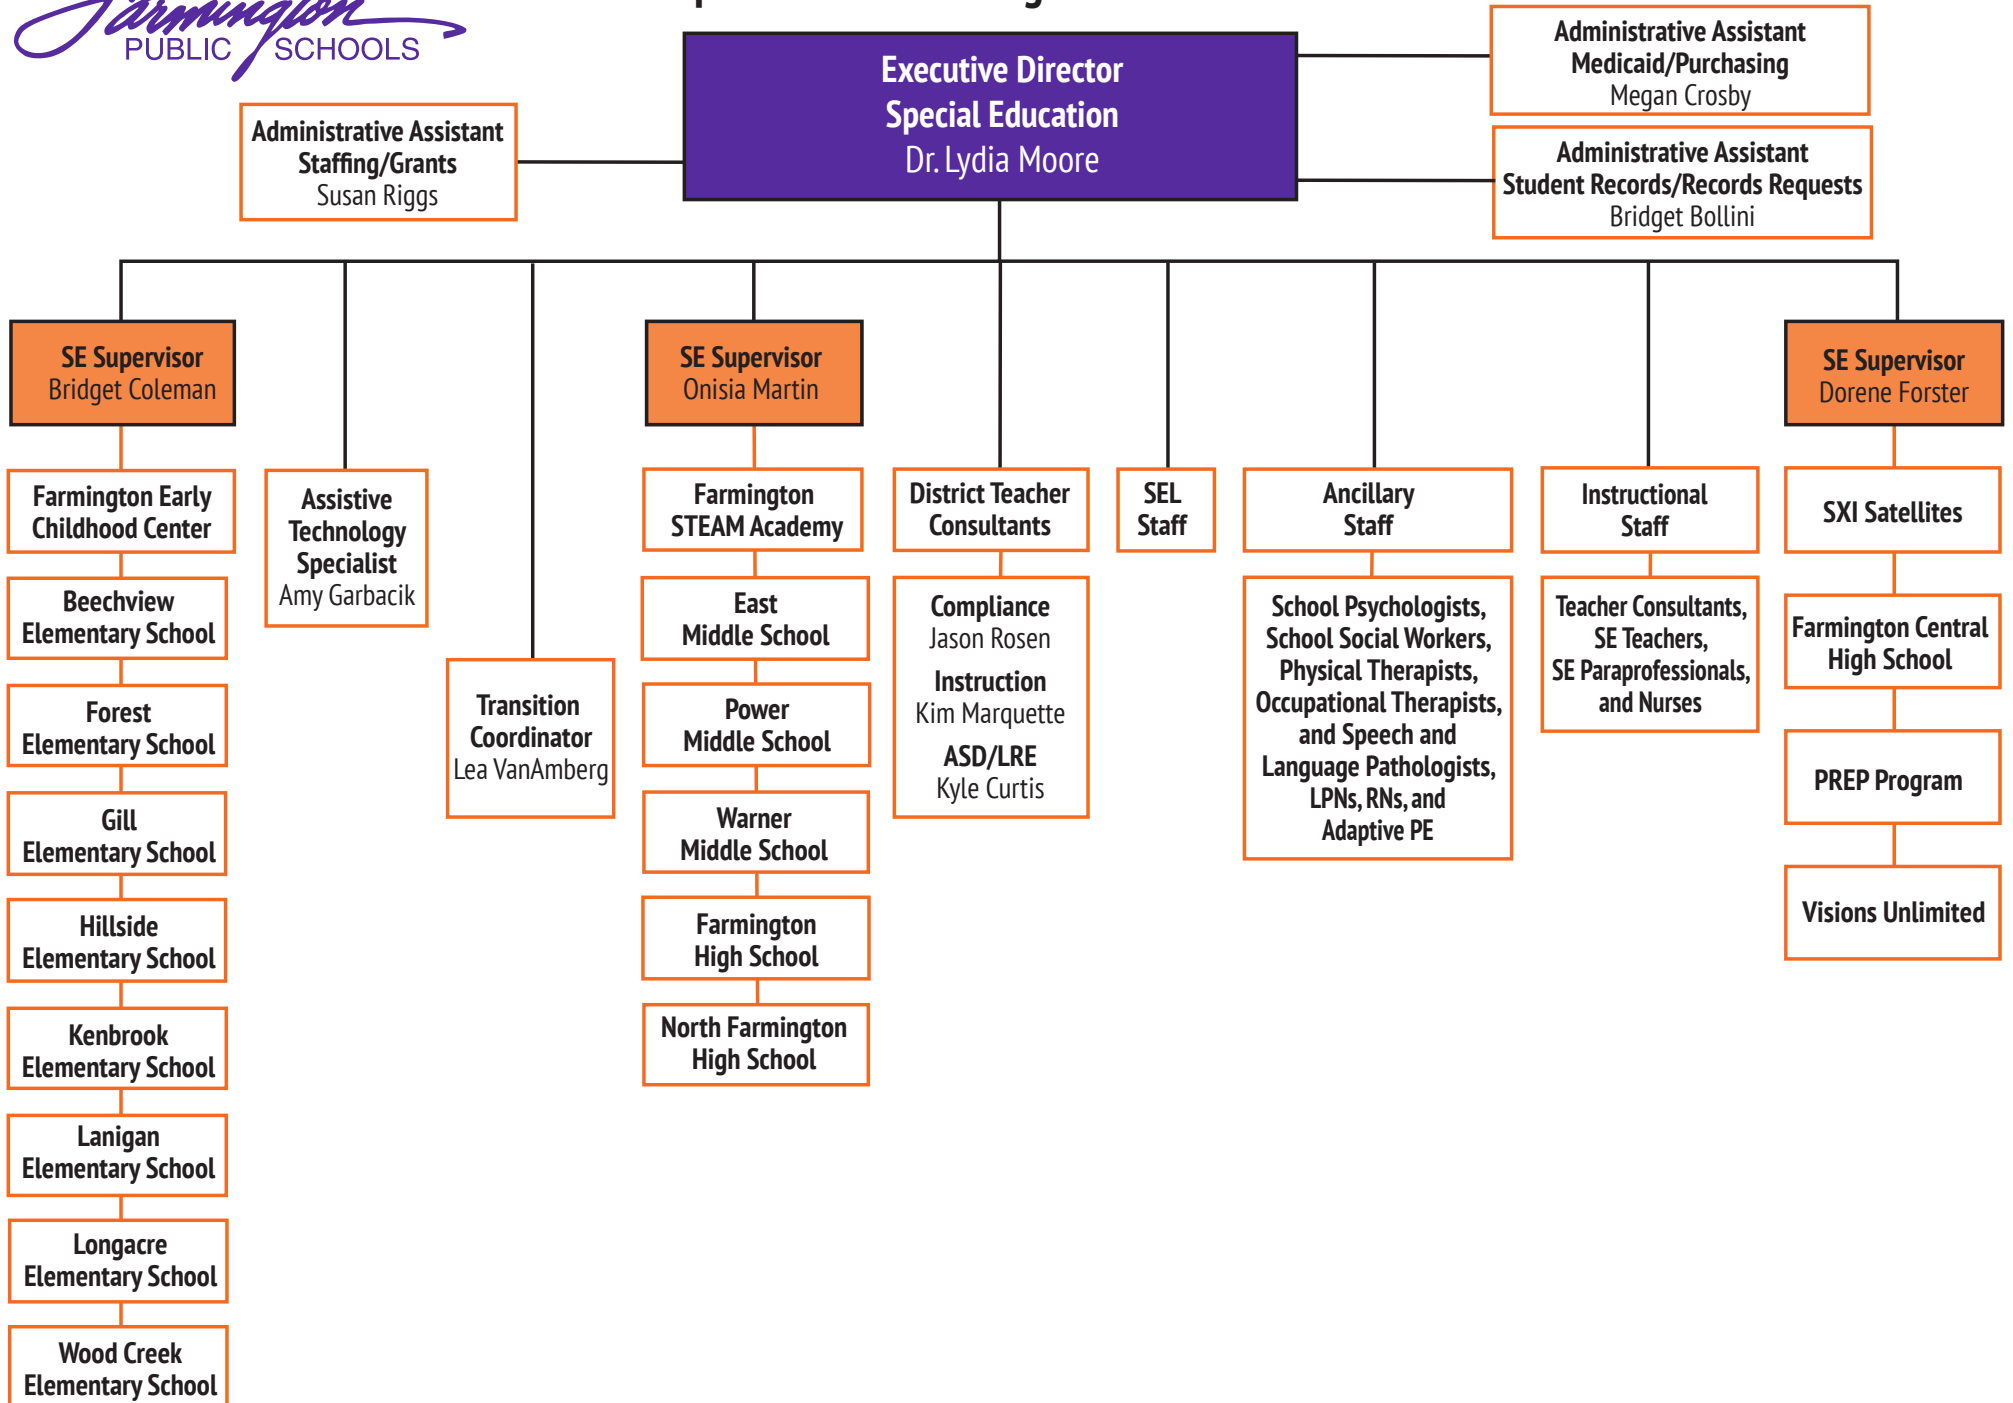 Farmington
PUBLIC SCHOOLS
Executive Director
Special Education
Dr. Lydia Moore
Administrative Assistant
Medicaid/Purchasing
Megan Crosby
Administrative Assistant
Staffing/Grants
Susan Riggs
Administrative Assistant
Student Records/Records Requests
Bridget Bollini
SE Supervisor
Bridget Coleman
Farmington Early
Childhood Center
Beechview
Elementary School
Forest
Elementary School
Gill
Elementary School
Hillside
Elementary School
Kenbrook
Elementary School
Lanigan
Elementary School
Longacre
Elementary School
Wood Creek
Elementary School
Assistive
Technology
Specialist
Amy Garbacik
Transition
Coordinator
Lea VanAmberg
SE Supervisor
Onisia Martin
Farmington
STEAM Academy
East
Middle School
Power
Middle School
Warner
Middle School
Farmington
High School
North Farmington
High School
District Teacher
Consultants
Compliance
Jason Rosen
Instruction
Kim Marquette
ASD/LRE
Kyle Curtis
SEL
Staff
Ancillary
Staff
School Psychologists,
School Social Workers,
Physical Therapists,
Occupational Therapists,
and Speech and
Language Pathologists,
LPNs, RNs, and
Adaptive PE
Instructional
Staff
Teacher Consultants,
SE Teachers,
SE Paraprofessionals,
and Nurses
SE Supervisor
Dorene Forster
SXI Satellites
Farmington Central
High School
PREP Program
Visions Unlimited